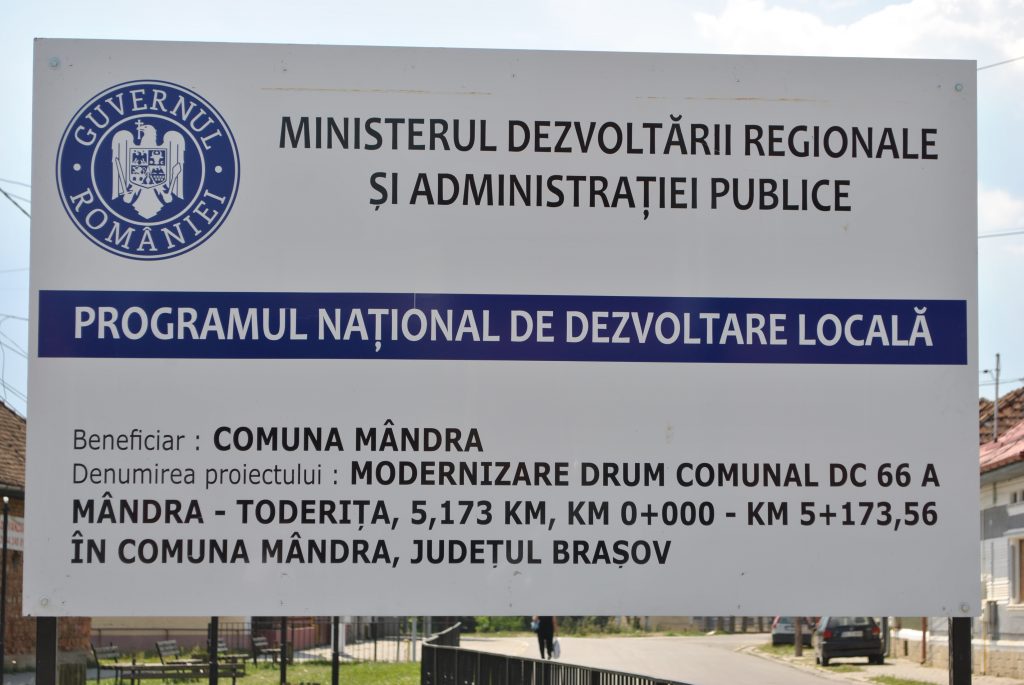 GUVERNUL ROMÂNIEI
MINISTERUL DEZVOLTĂRII REGIONALE
ȘI ADMINISTRAȚIEI PUBLICE
PROGRAMUL NAȚIONAL DE DEZVOLTARE LOCALĂ
Beneficiar : COMUNA MÂNDRA
Denumirea proiectului : MODERNIZARE DRUM COMUNAL DC 66 A
MÂNDRA - TODERIȚA, 5,173 KM, KM 0+000 - KM 5+173,56
ÎN COMUNA MÂNDRA, JUDEȚUL BRAȘOV